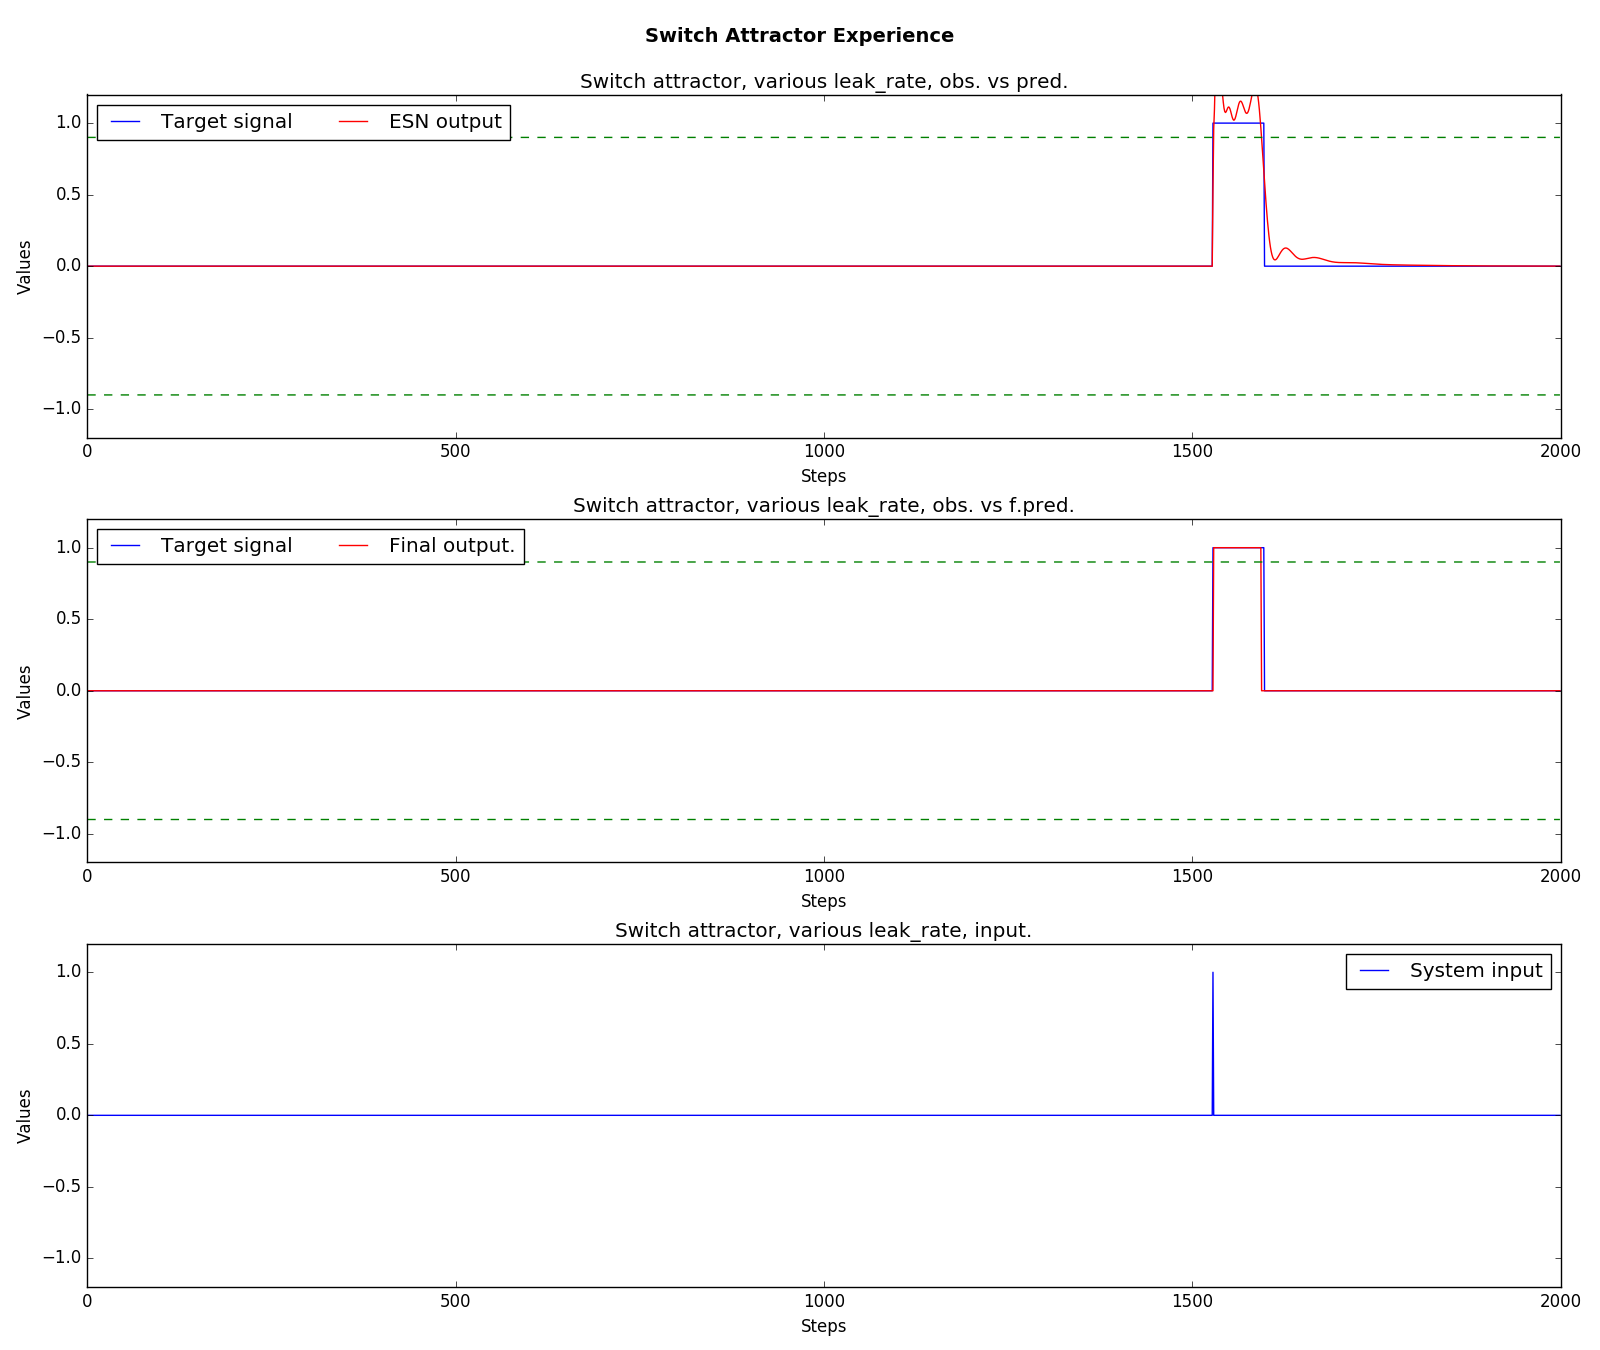 Switch Attractor Experience
Switch attractor, various leak_rate, obs. vs pred.
Target signal ESN output
1.0
0.5
0.0
−0.5
−1.0
Values
0 500 1000 1500 2000
Steps
Switch attractor, various leak_rate, obs. vs f.pred.
Target signal Final output.
1.0
0.5
0.0
−0.5
−1.0
Values
0 500 1000 1500 2000
Steps
Switch attractor, various leak_rate, input.
System input
1.0
0.5
0.0
−0.5
−1.0
Values
0 500 1000 1500 2000
Steps